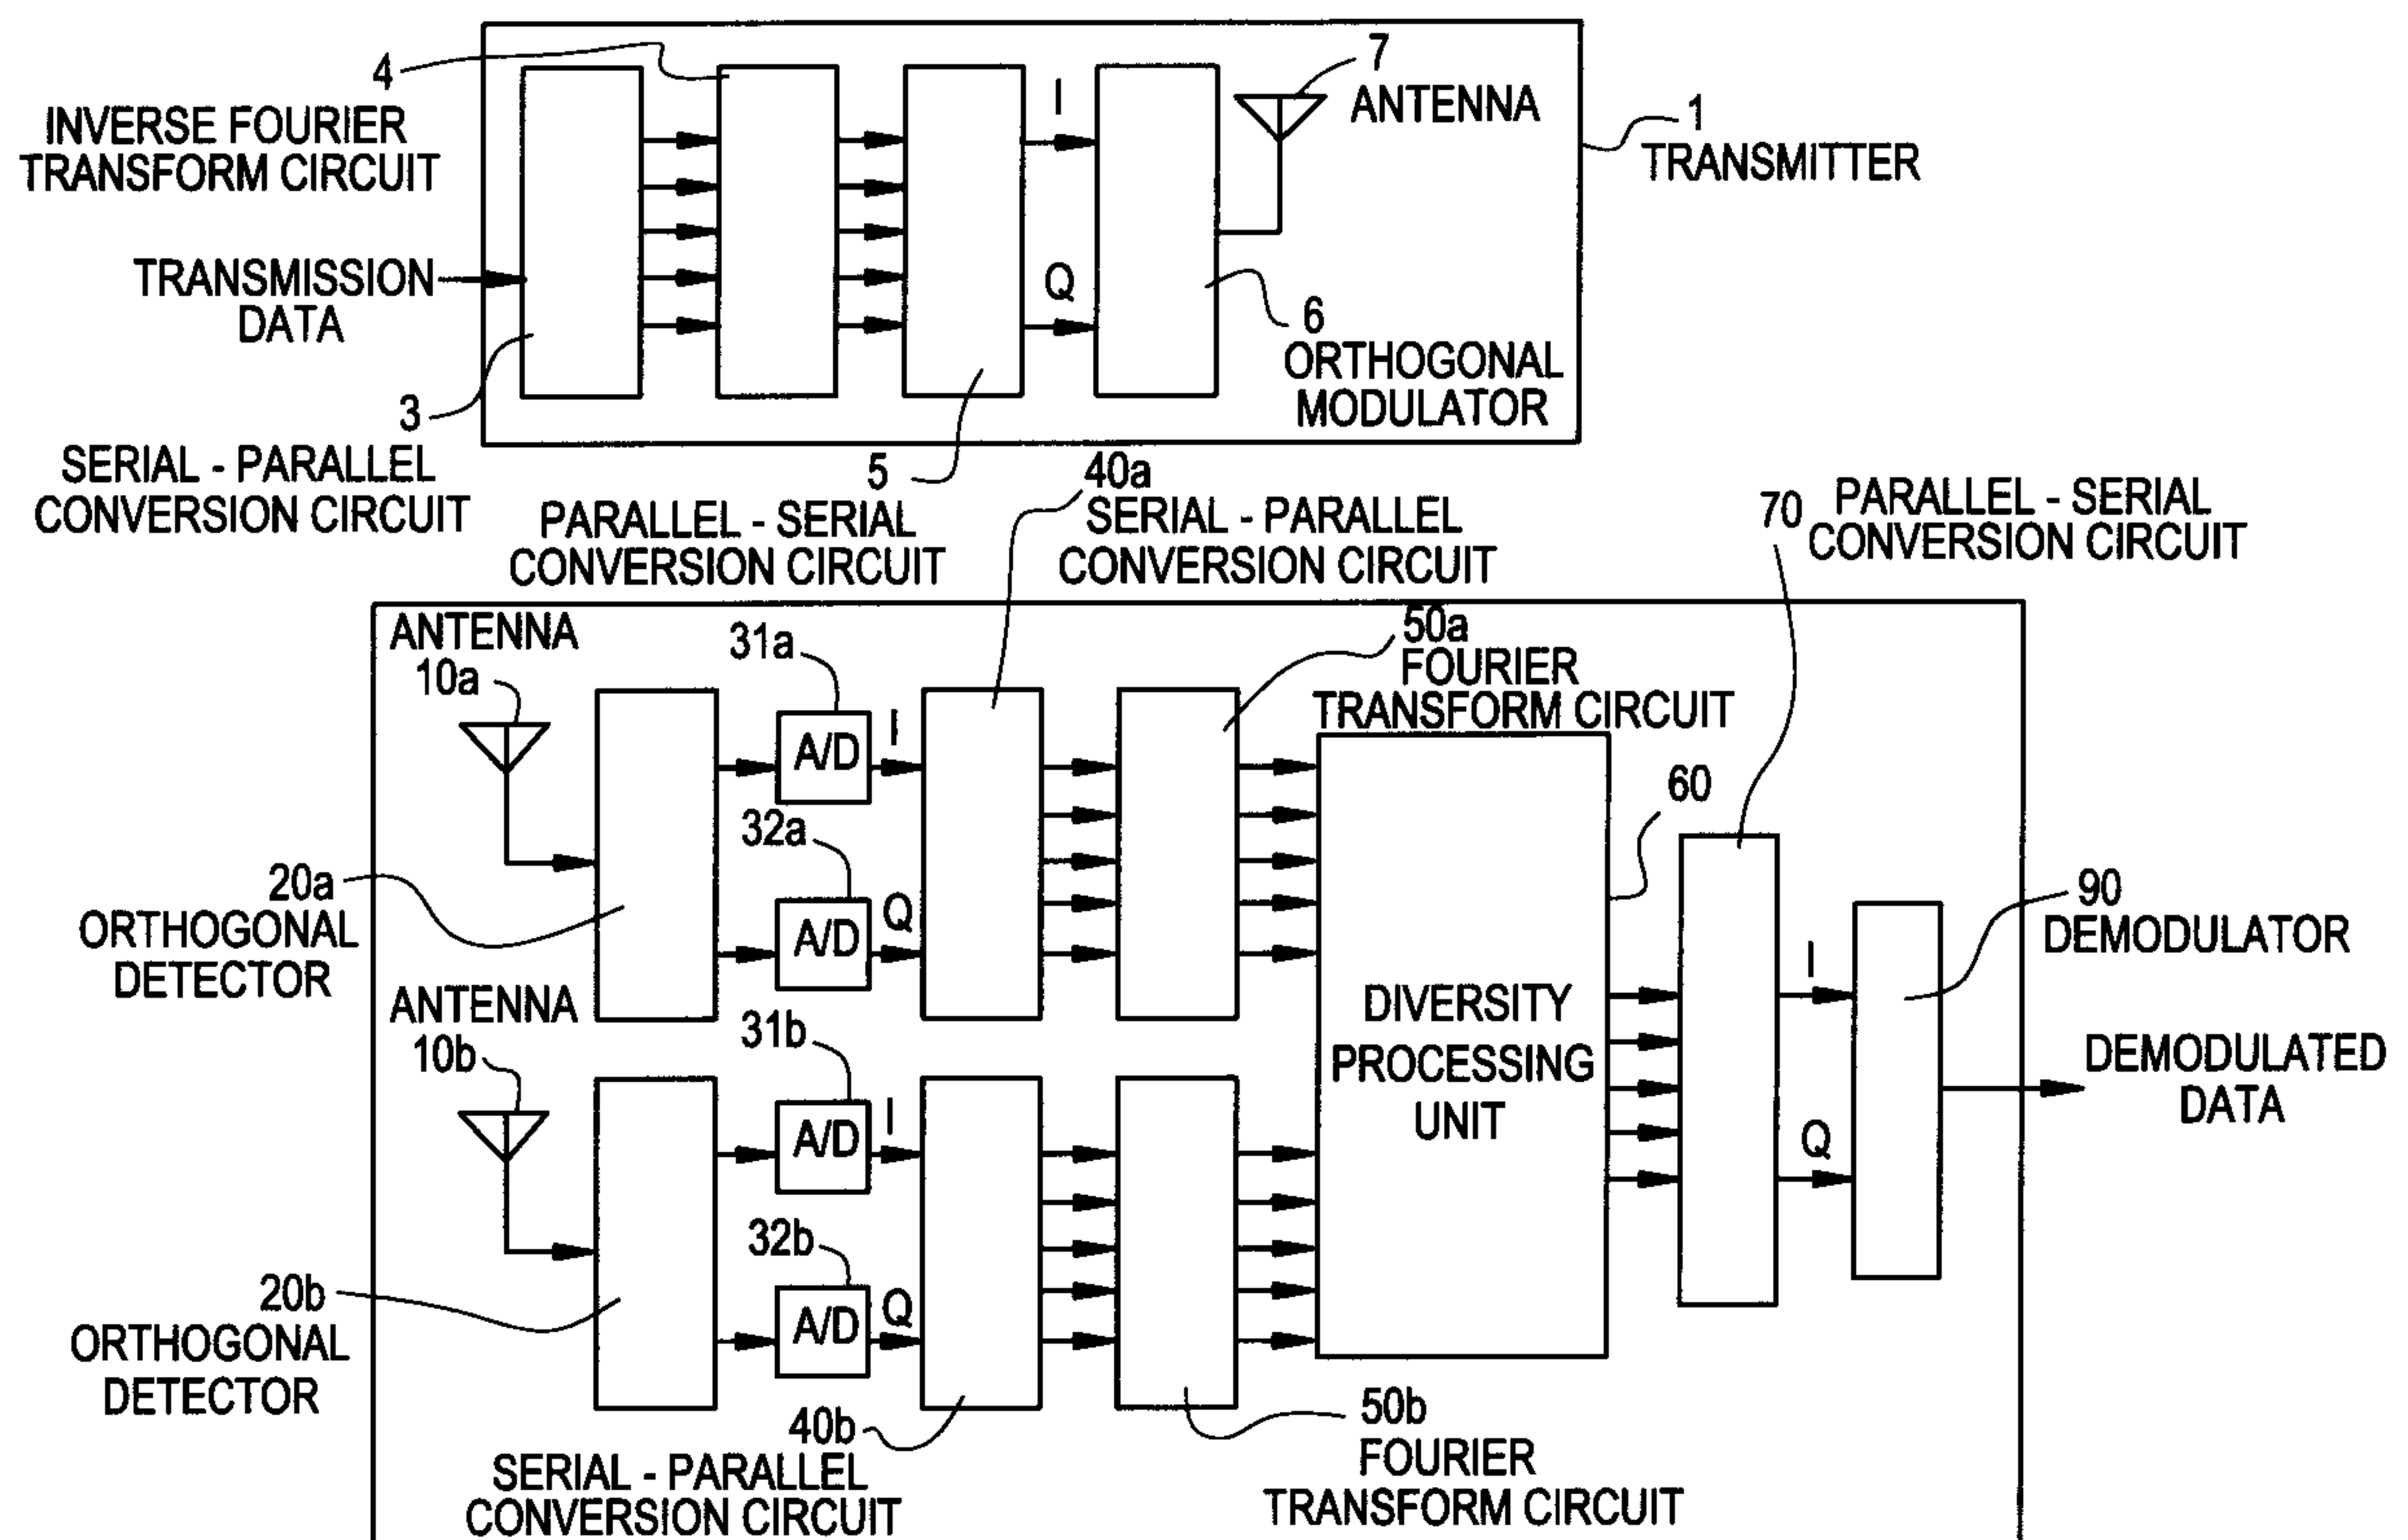 4
INVERSE FOURIER
TRANSFORM CIRCUIT
TRANSMISSION
DATA
3
SERIAL - PARALLEL
CONVERSION CIRCUIT
I
Q
7
ANTENNA
6
ORTHOGONAL
MODULATOR
1
TRANSMITTER
5
PARALLEL - SERIAL
CONVERSION CIRCUIT
40a
SERIAL - PARALLEL
CONVERSION CIRCUIT
70
PARALLEL - SERIAL
CONVERSION CIRCUIT
ANTENNA
10a
31a
A/D
I
32a
A/D
Q
20a
ORTHOGONAL
DETECTOR
50a
FOURIER
TRANSFORM CIRCUIT
60
DIVERSITY
PROCESSING
UNIT
I
Q
90
DEMODULATOR
DEMODULATED
DATA
ANTENNA
10b
31b
A/D
I
32b
A/D
Q
20b
ORTHOGONAL
DETECTOR
40b
SERIAL - PARALLEL
CONVERSION CIRCUIT
50b
FOURIER
TRANSFORM CIRCUIT